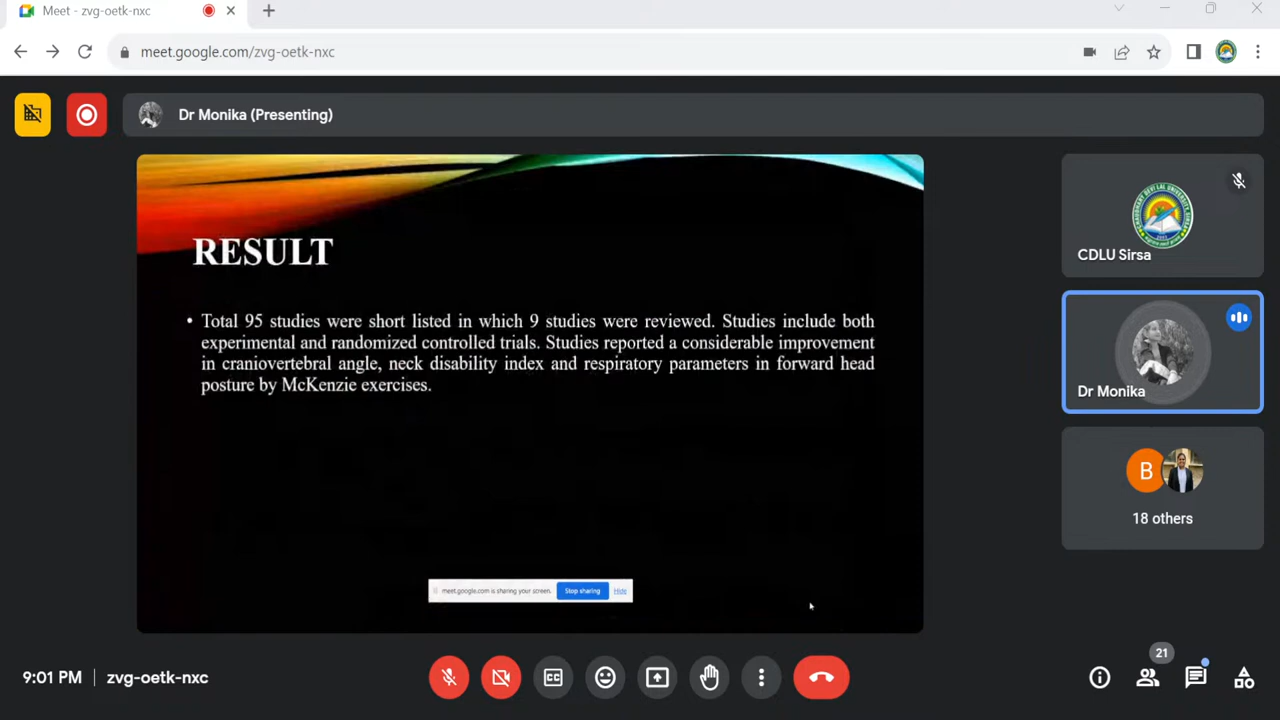 Meet - zvg-oetk-nxc
meet.google.com/zvg-oetk-nxc
Dr Monika (Presenting)
RESULT
• Total 95 studies were short listed in which 9 studies were reviewed. Studies include both
experimental and randomized controlled trials. Studies reported a considerable improvement
in craniovertebral angle, neck disability index and respiratory parameters in forward head
posture by McKenzie exercises.
meet.google.com is sharing your screen. Stop sharing Hide
CDLU Sirsa
Dr Monika
B
18 others
9:01 PM zvg-oetk-nxc
CC
21